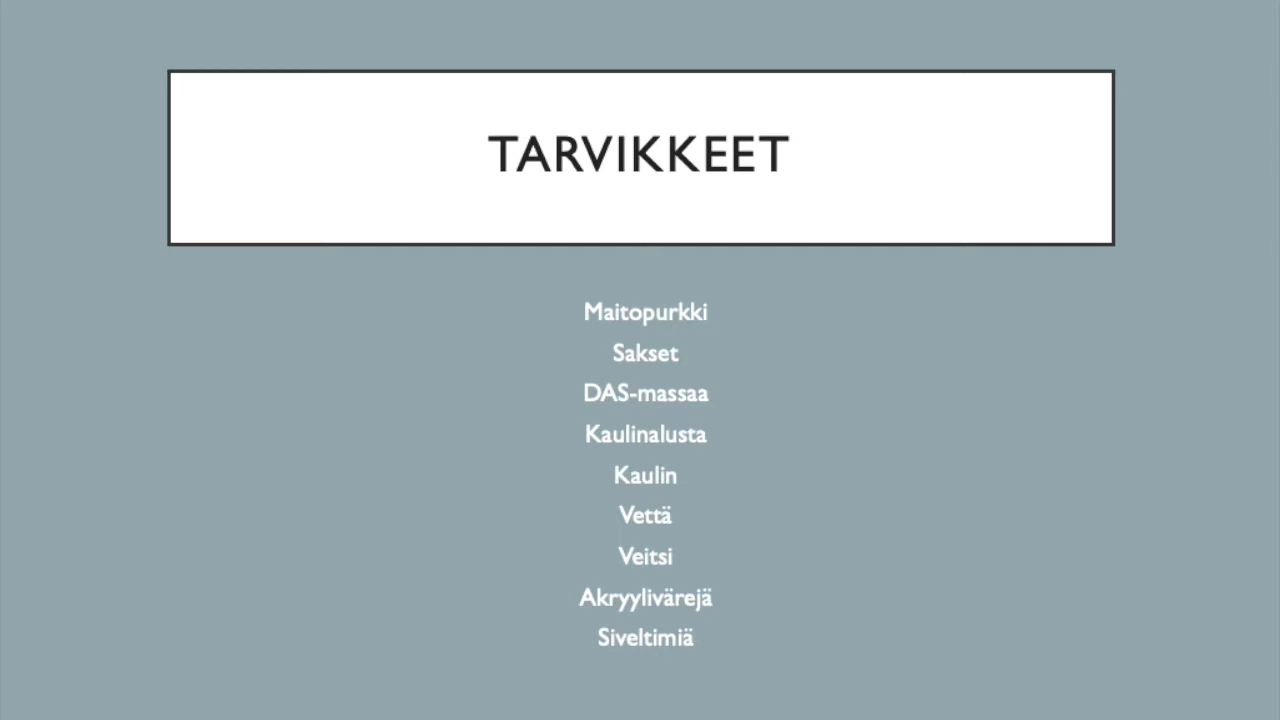 TARVIKKEET
Maitopurkki
Sakset
DAS-massaa
Kaulinalusta
Kaulin
Vettä
Veitsi
Akryylivärejä
Siveltimiä